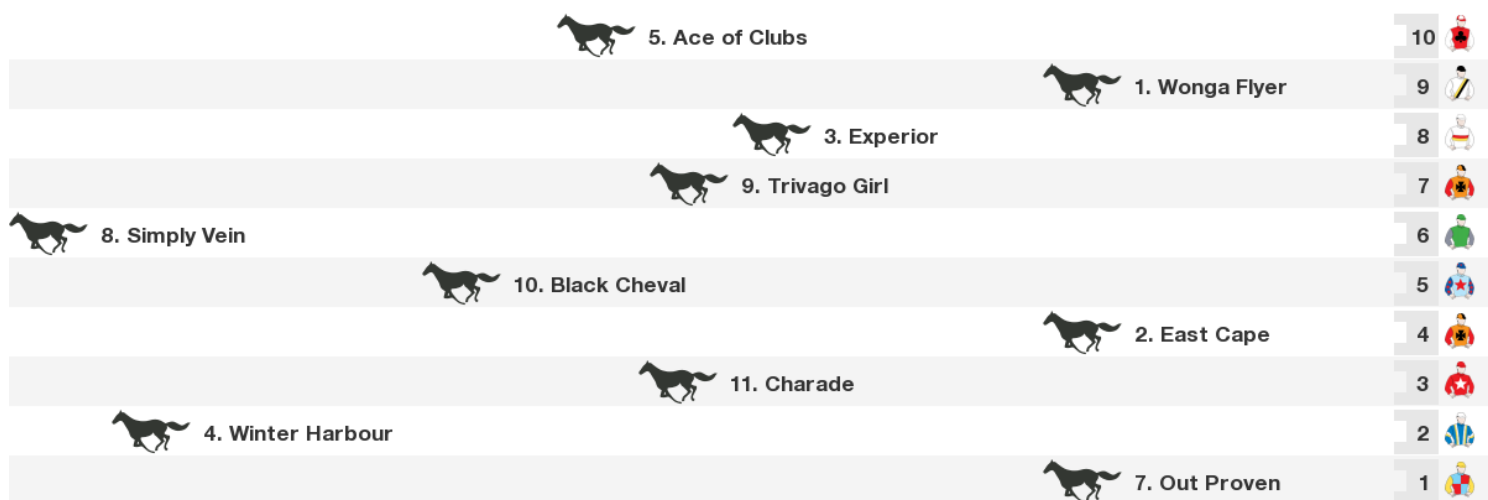 5. Ace of Clubs 10
1. Wonga Flyer 9
3. Experior 8
9. Trivago Girl 7
8. Simply Vein 6
10. Black Cheval 5
2. East Cape 4
11. Charade 3
4. Winter Harbour 2
7. Out Proven 1